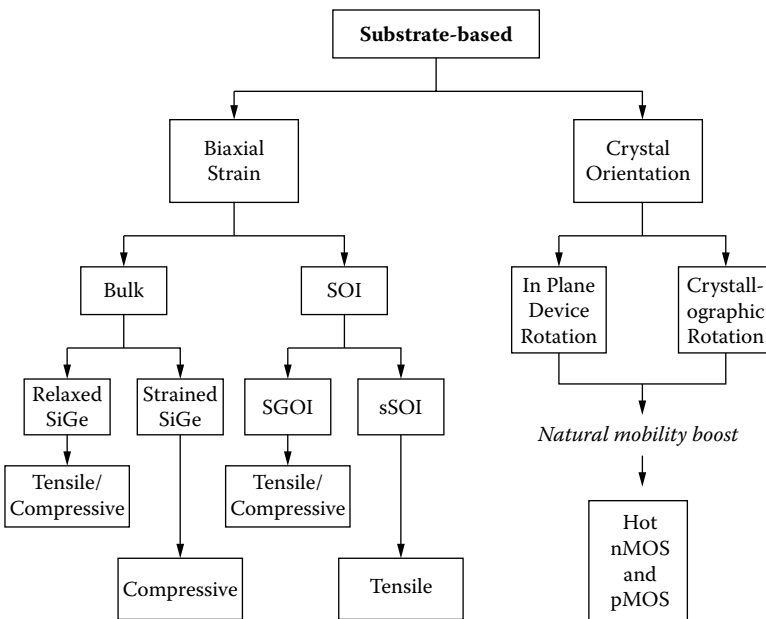 Substrate-based
Biaxial
Strain
Crystal
Orientation
Bulk
SOI
In Plane
Device
Rotation
Crystall-
ographic
Rotation
Relaxed
SiGe
Strained
SiGe
SGOI
sSOI
Natural mobility boost
Tensile/
Compressive
Tensile/
Compressive
Hot
nMOS
and
pMOS
Compressive
Tensile